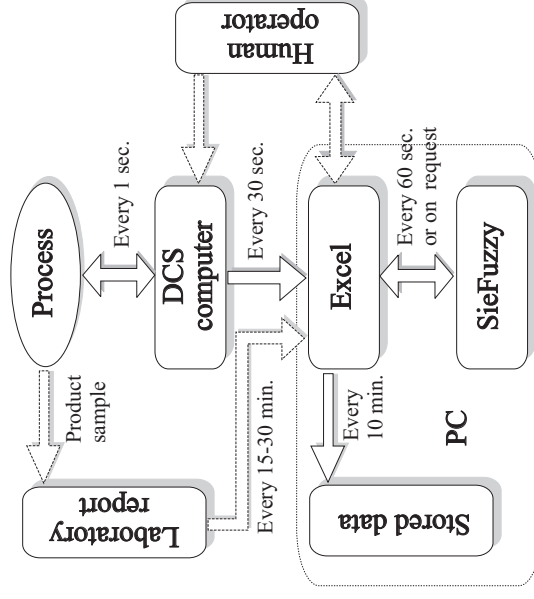 Human
operator
Process
Every 1 sec.
DCS
computer
Every 30 sec.
Excel
Every 60 sec.
or on request
SieFuzzy
Product
sample
Laboratory
report
Every 15-30 min.
Every
10 min.
Stored data
PC